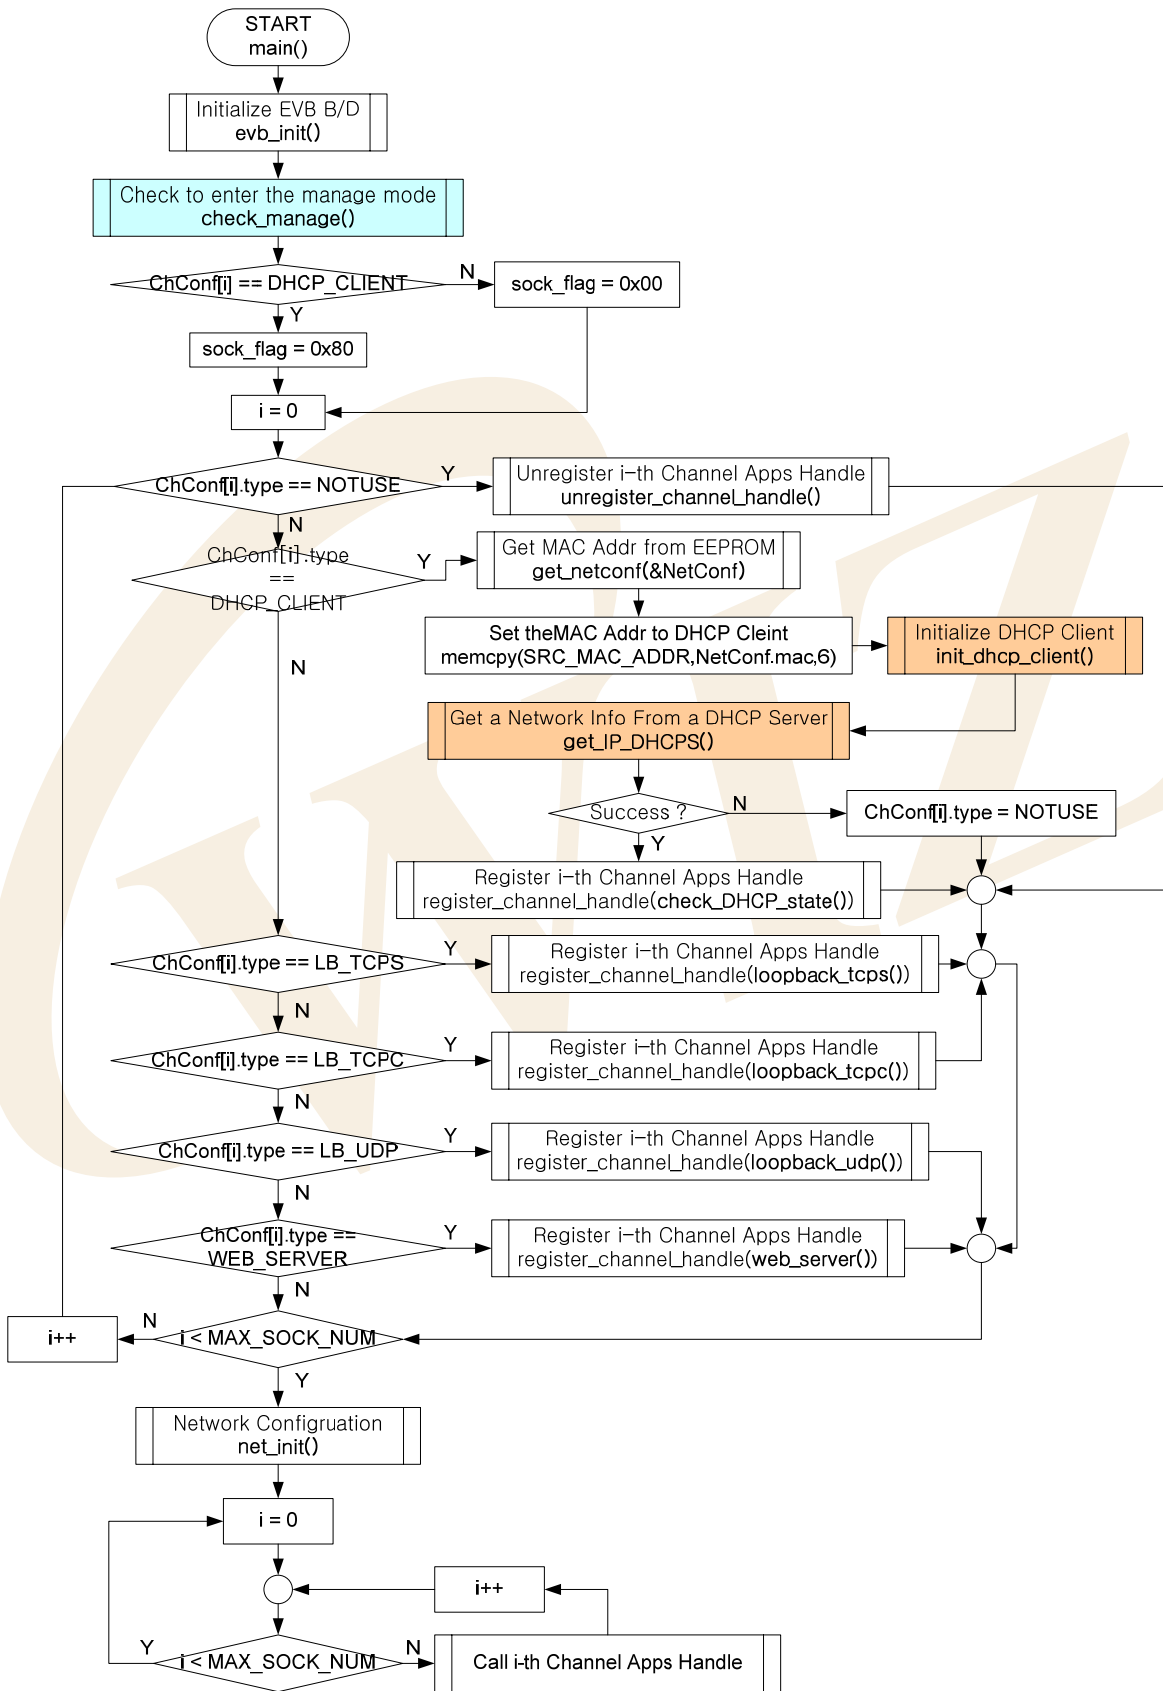 START
main()
Initialize EVB B/D
evb_init()
Check to enter the manage mode
check_manage()
ChConf[i] == DHCP_CLIENT
N
sock_flag = 0x00
Y
sock_flag = 0x80
i = 0
ChConf[i].type == NOTUSE
Y
Unregister i-th Channel Apps Handle
unregister_channel_handle()
N
ChConf[i].type
==
DHCP_CLIENT
Y
Get MAC Addr from EEPROM
get_netconf(&NetConf)
Set theMAC Addr to DHCP Cleint
memcpy(SRC_MAC_ADDR,NetConf.mac,6)
Initialize DHCP Client
init_dhcp_client()
N
Get a Network Info From a DHCP Server
get_IP_DHCPS()
Success ?
N
ChConf[i].type = NOTUSE
Y
Register i-th Channel Apps Handle
register_channel_handle(check_DHCP_state())
ChConf[i].type == LB_TCPS
Y
Register i-th Channel Apps Handle
register_channel_handle(loopback_tcps())
N
ChConf[i].type == LB_TCPC
Y
Register i-th Channel Apps Handle
register_channel_handle(loopback_tcpc())
N
ChConf[i].type == LB_UDP
Y
Register i-th Channel Apps Handle
register_channel_handle(loopback_udp())
N
ChConf[i].type ==
WEB_SERVER
Y
Register i-th Channel Apps Handle
register_channel_handle(web_server())
N
i < MAX_SOCK_NUM
N
i++
Y
Network Configruation
net_init()
i = 0
i++
i < MAX_SOCK_NUM
Y
N
Call i-th Channel Apps Handle